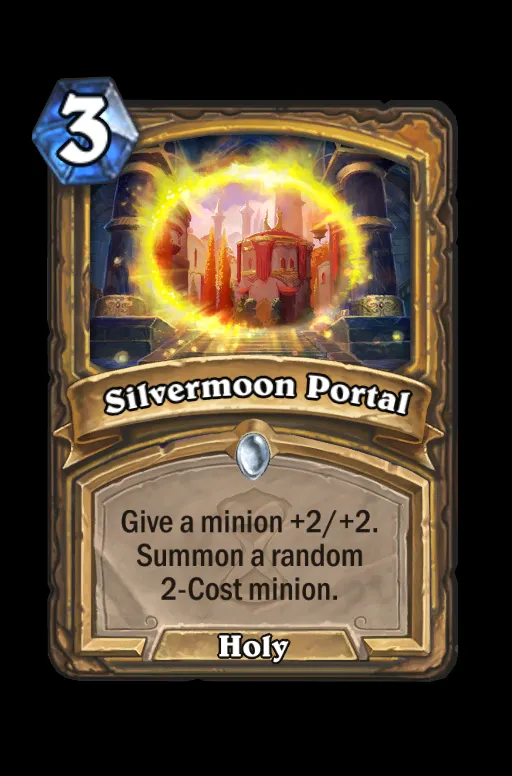 3
Silvermoon Portal
Give a minion +2/+2.
Summon a random
2-Cost minion.
Holy